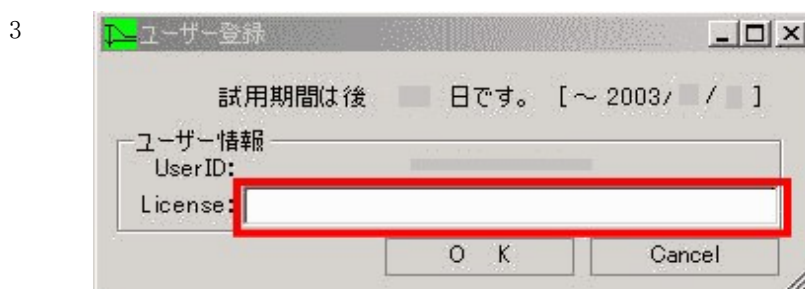 3
ユーザー登録
試用期間は後 日です。 [～ 2003/ / ]
ユーザー情報
UserID:
License:
O K Cancel